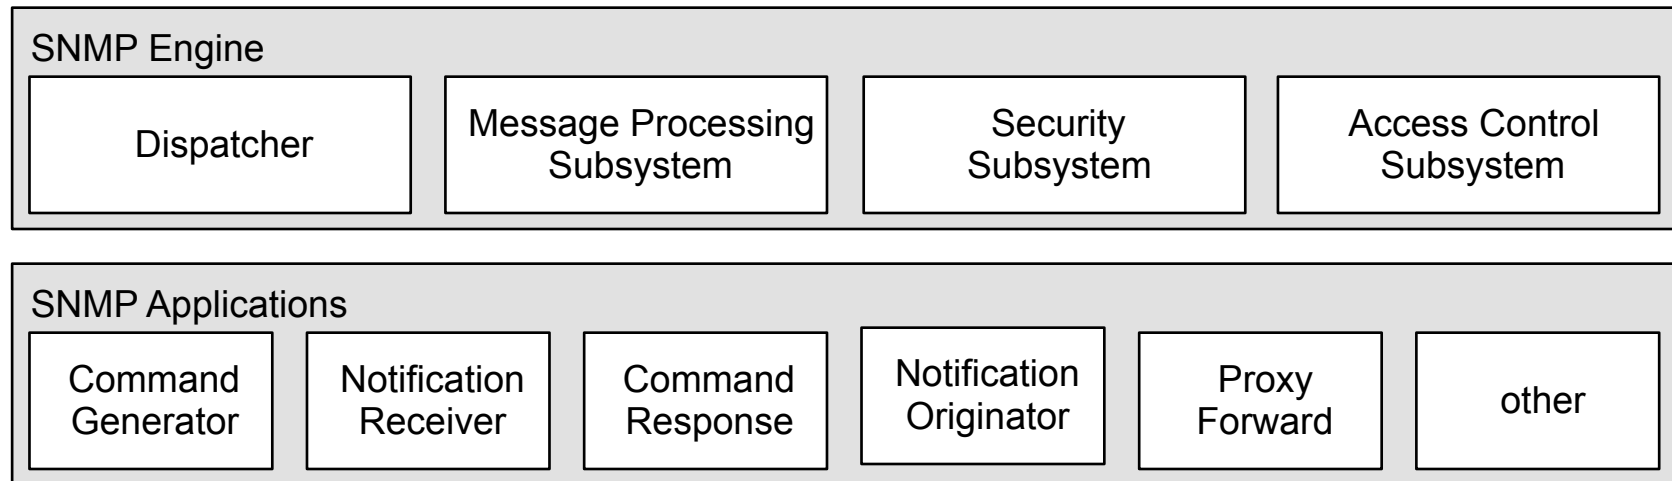 SNMP Engine
Dispatcher
Message Processing
Subsystem
Security
Subsystem
Access Control
Subsystem
SNMP Applications
Command
Generator
Notification
Receiver
Command
Response
Notification
Originator
Proxy
Forward
other